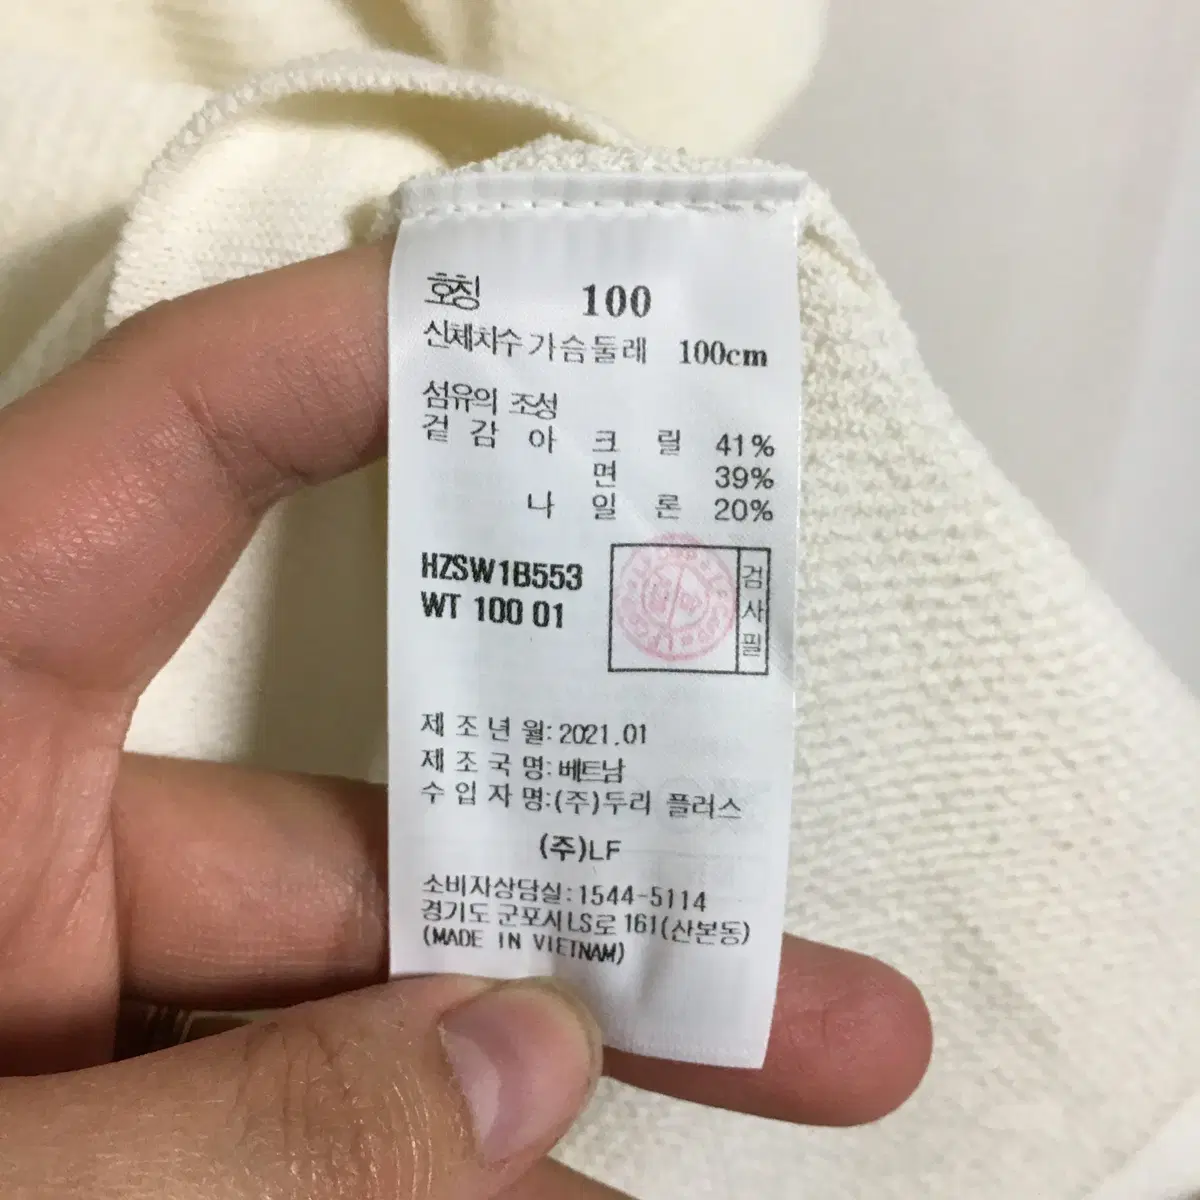 호칭 100
신체치수 가슴둘레 100cm
섬유의 조성
겉감 아크릴 41%
면 39%
나일론 20%
HZSW1B553
WT 100 01
검사필
제조년월: 2021.01
제조국명: 베트남
수입자명:(주)두리 플러스
(주)LF
소비자상담실: 1544-5114
경기도 군포시 LS로 161(산본동)
(MADE IN VIETNAM)